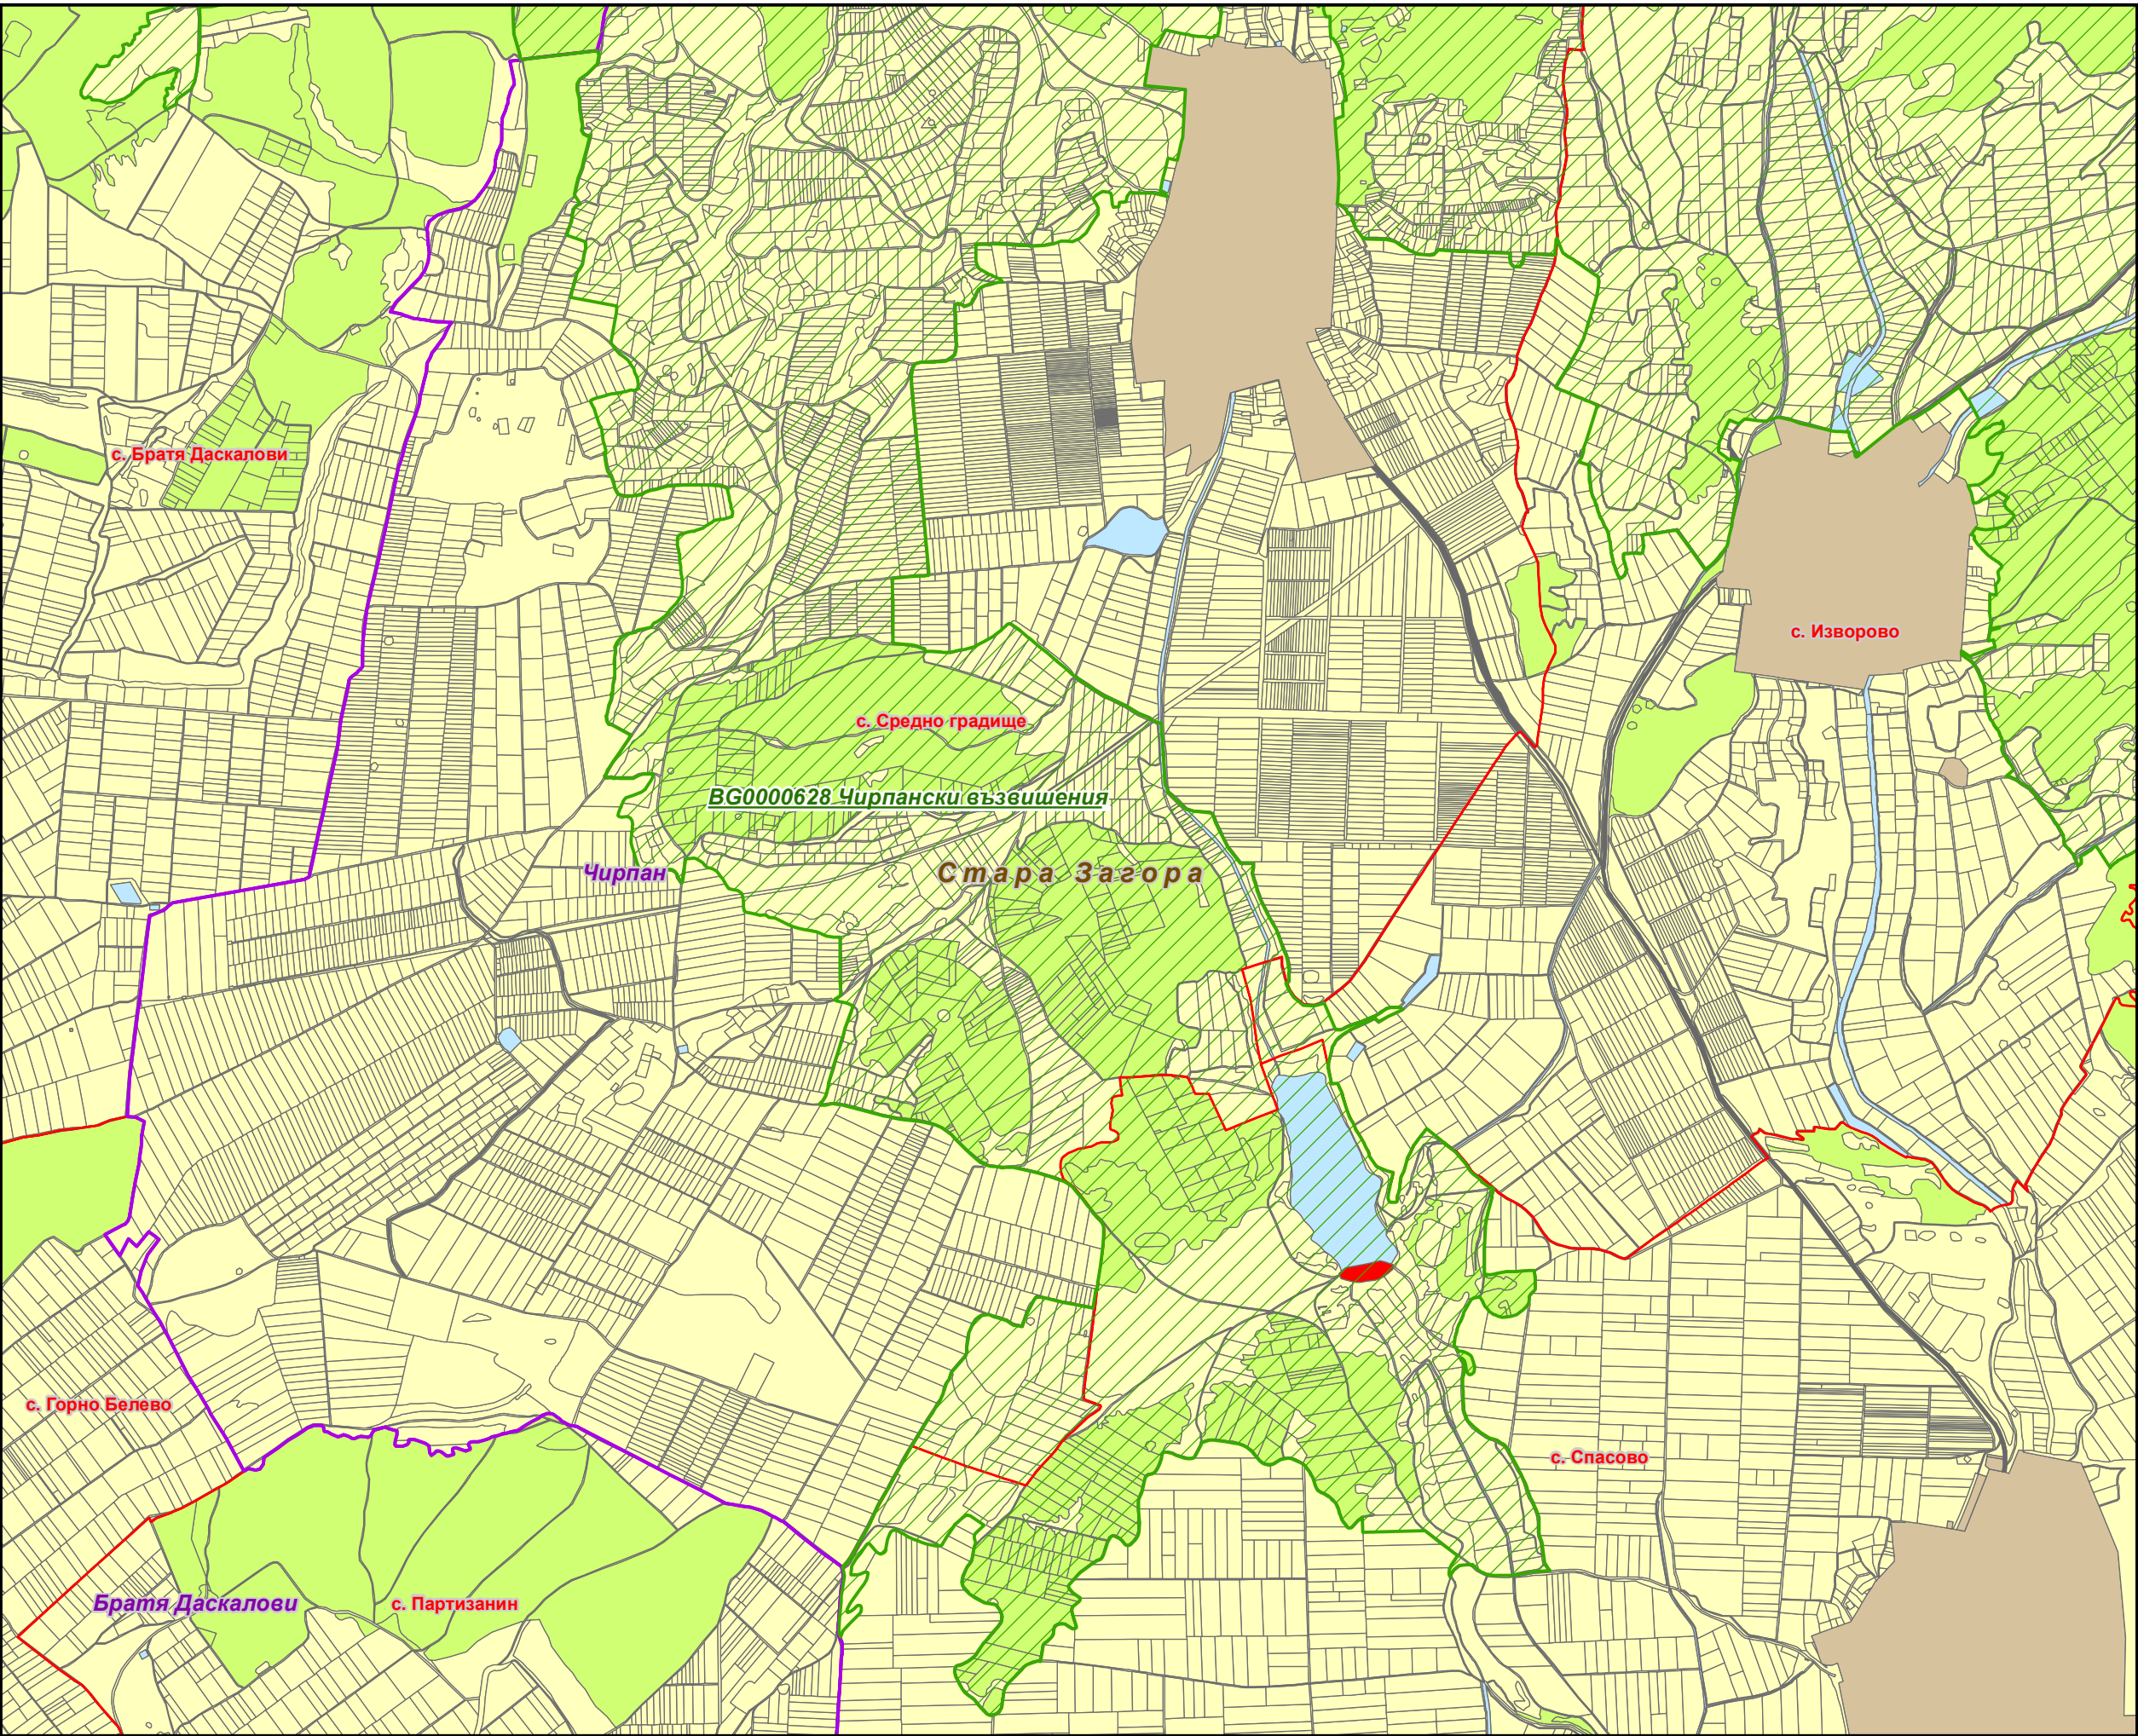 с. Братя Даскалови
с. Изворово
с. Средно градище
BG0000628 Чирпански възвишения
Чирпан
Стара Загора
с. Горно Белево
с. Спасово
Братя Даскалови
с. Партизанин